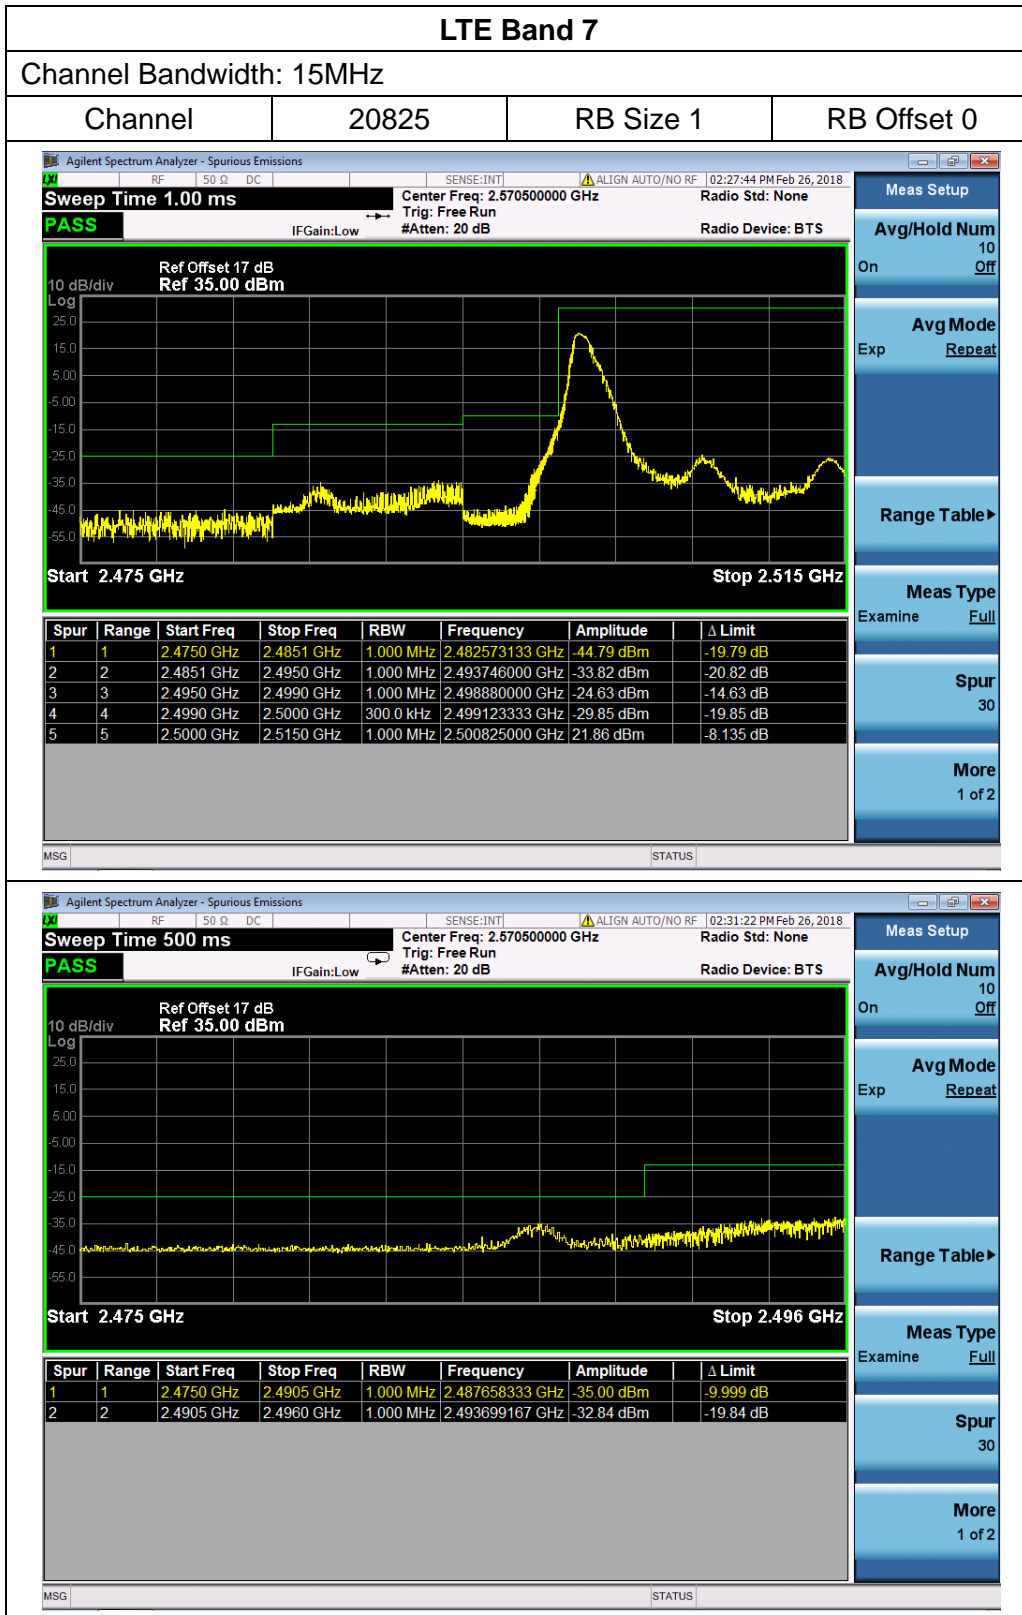 LTE Band 7
Channel Bandwidth: 15MHz
Channel 20825 RB Size 1 RB Offset 0
Agilent Spectrum Analyzer - Spurious Emissions
LXI RF 50 Ω DC SENSE:INT ALIGN AUTO/NO RF 02:27:44 PM Feb 26, 2018
Sweep Time 1.00 ms Center Freq: 2.570500000 GHz Radio Std: None
Trig: Free Run
PASS IFGain:Low #Atten: 20 dB Radio Device: BTS
Ref Offset 17 dB
10 dB/div Ref 35.00 dBm
Log
25.0
15.0
5.00
-5.00
-15.0
-25.0
-35.0
-45.0
-55.0
Start 2.475 GHz Stop 2.515 GHz
Spur Range Start Freq Stop Freq RBW Frequency Amplitude Δ Limit
1 1 2.4750 GHz 2.4851 GHz 1.000 MHz 2.482573133 GHz -44.79 dBm -19.79 dB
2 2 2.4851 GHz 2.4950 GHz 1.000 MHz 2.493746000 GHz -33.82 dBm -20.82 dB
3 3 2.4950 GHz 2.4990 GHz 1.000 MHz 2.498880000 GHz -24.63 dBm -14.63 dB
4 4 2.4990 GHz 2.5000 GHz 300.0 kHz 2.499123333 GHz -29.85 dBm -19.85 dB
5 5 2.5000 GHz 2.5150 GHz 1.000 MHz 2.500825000 GHz 21.86 dBm -8.135 dB
MSG STATUS
Meas Setup
Avg/Hold Num
10
On Off
Avg Mode
Exp Repeat
Range Table
Meas Type
Examine Full
Spur
30
More
1 of 2
Agilent Spectrum Analyzer - Spurious Emissions
LXI RF 50 Ω DC SENSE:INT ALIGN AUTO/NO RF 02:31:22 PM Feb 26, 2018
Sweep Time 500 ms Center Freq: 2.570500000 GHz Radio Std: None
Trig: Free Run
PASS IFGain:Low #Atten: 20 dB Radio Device: BTS
Ref Offset 17 dB
10 dB/div Ref 35.00 dBm
Log
25.0
15.0
5.00
-5.00
-15.0
-25.0
-35.0
-45.0
-55.0
Start 2.475 GHz Stop 2.496 GHz
Spur Range Start Freq Stop Freq RBW Frequency Amplitude Δ Limit
1 1 2.4750 GHz 2.4905 GHz 1.000 MHz 2.487658333 GHz -35.00 dBm -9.999 dB
2 2 2.4905 GHz 2.4960 GHz 1.000 MHz 2.493699167 GHz -32.84 dBm -19.84 dB
MSG STATUS
Meas Setup
Avg/Hold Num
10
On Off
Avg Mode
Exp Repeat
Range Table
Meas Type
Examine Full
Spur
30
More
1 of 2